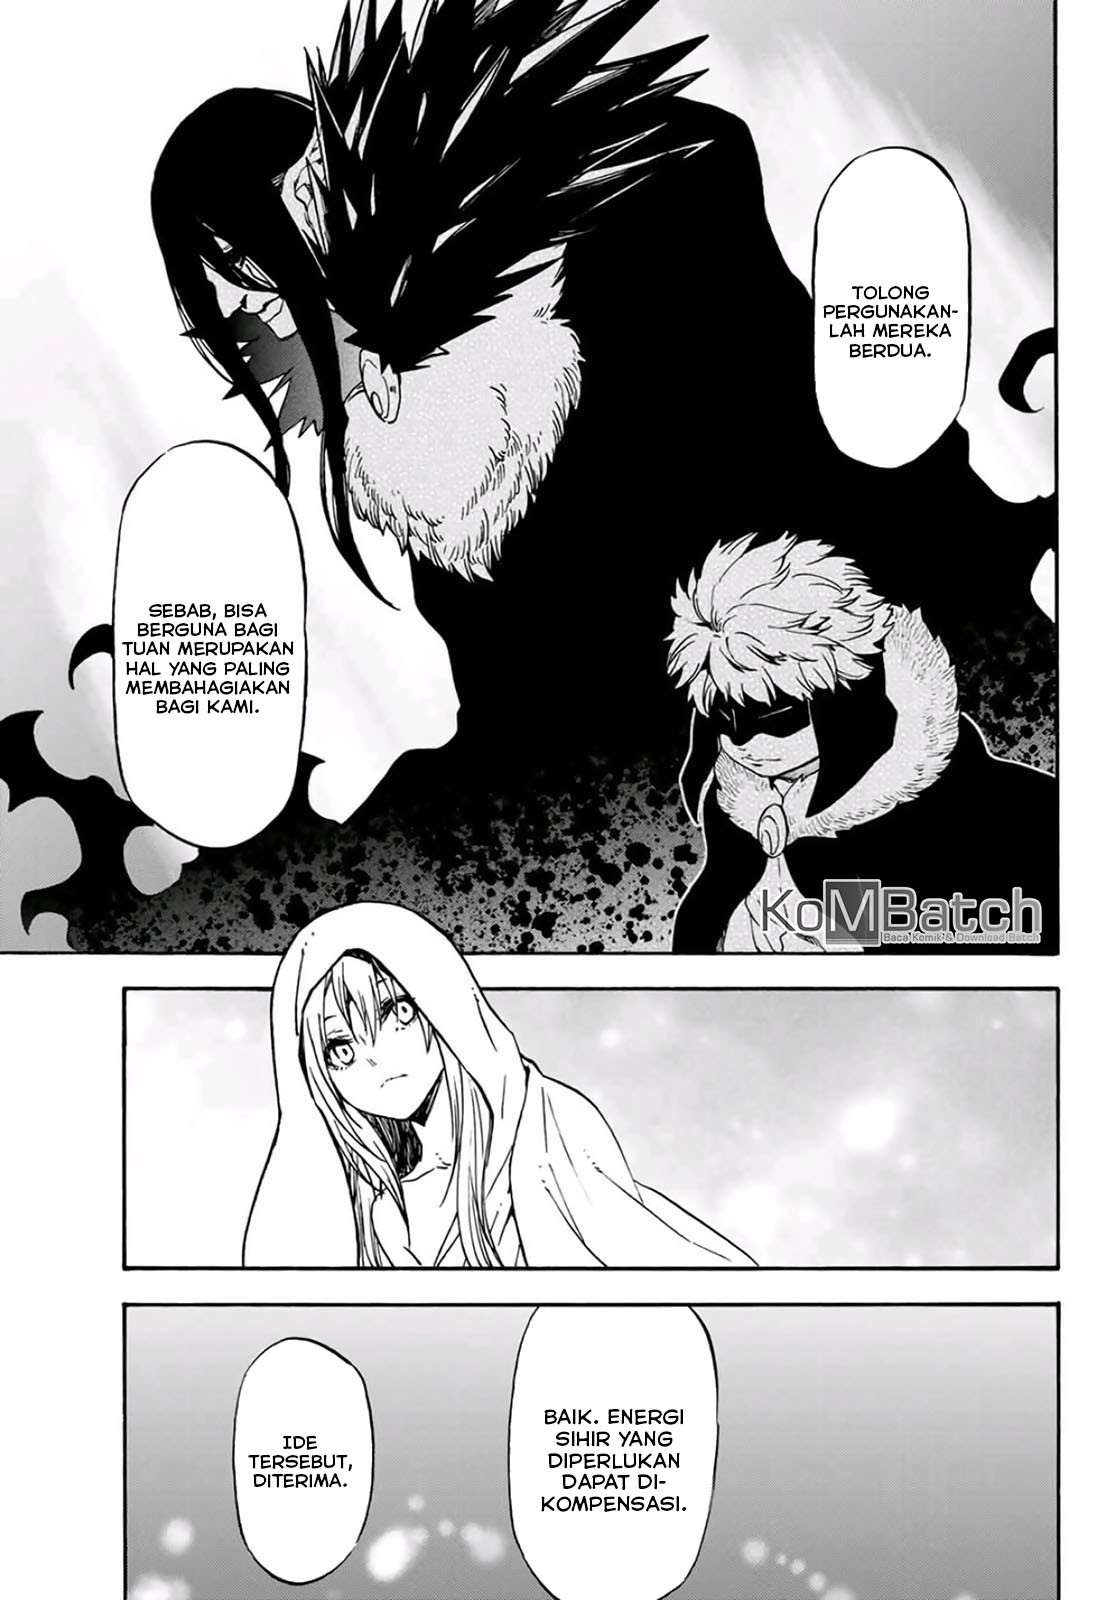 TOLONG
PERGUNAKAN-
LAH MEREKA
BERDUA.
SEBAB, BISA
BERGUNA BAGI
TUAN MERUPAKAN
HAL YANG PALING
MEMBAHAGIAKAN
BAGI KAMI.
KoMBatch
Baca Komik & Download Batch
BAIK. ENERGI
SIHIR YANG
DIPERLUKAN
DAPAT DI-
KOMPENSASI.
IDE
TERSEBUT,
DITERIMA.